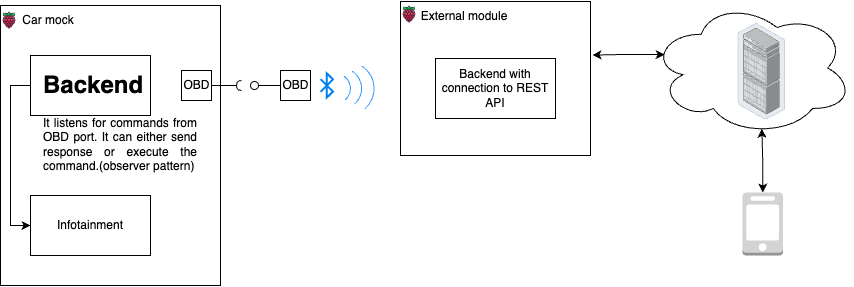 Car mock
Backend
OBD
OBD
It listens for commands from
OBD port. It can either send
response or execute the
command.(observer pattern)
Infotainment
External module
Backend with
connection to REST
API